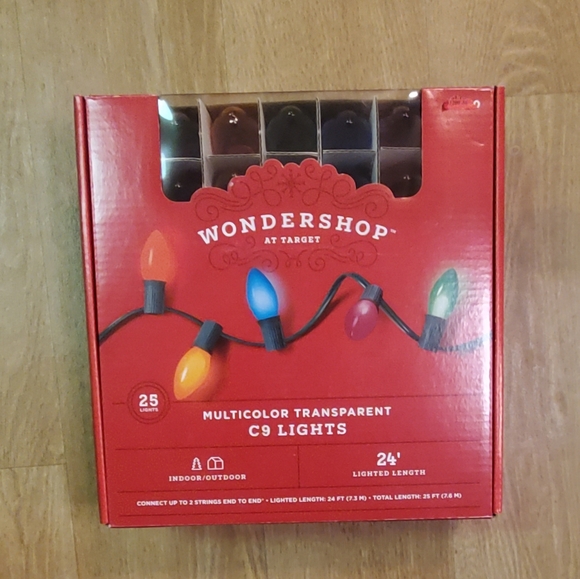 WONDERSHOP™
AT TARGET
25
LIGHTS
MULTICOLOR TRANSPARENT
C9 LIGHTS
INDOOR/OUTDOOR
24'
LIGHTED LENGTH
CONNECT UP TO 2 STRINGS END TO END* • LIGHTED LENGTH: 24 FT (7.3 M) • TOTAL LENGTH: 25 FT (7.6 M)